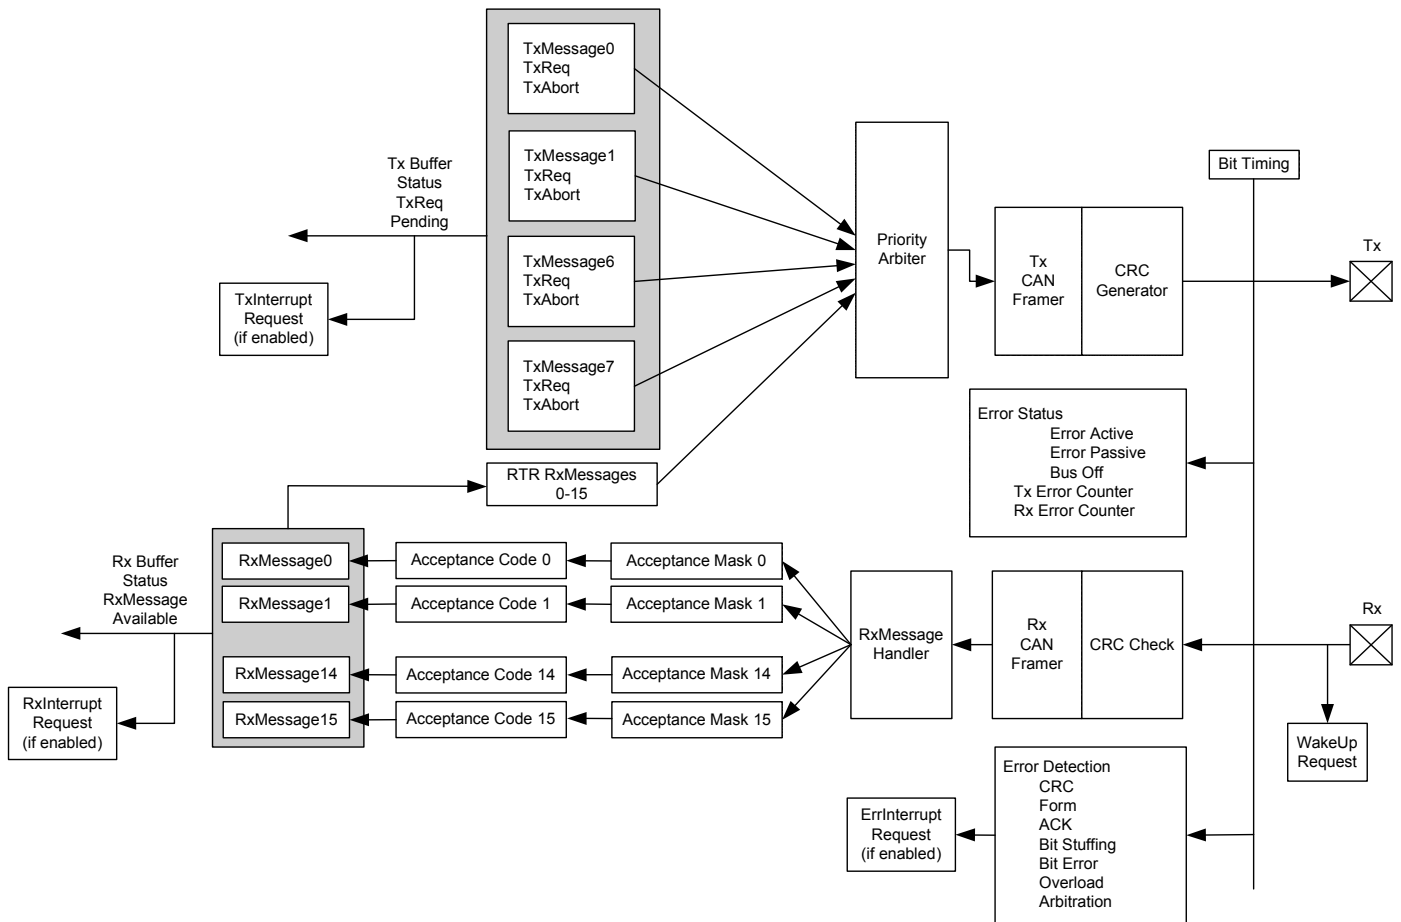 TxMessage0
TxReq
TxAbort
TxMessage1
TxReq
TxAbort
TxMessage6
TxReq
TxAbort
TxMessage7
TxReq
TxAbort
Tx Buffer
Status
TxReq
Pending
TxInterrupt
Request
(if enabled)
Priority
Arbiter
Tx
CAN
Framer
CRC
Generator
Bit Timing
Tx
Error Status
Error Active
Error Passive
Bus Off
Tx Error Counter
Rx Error Counter
RTR RxMessages
0-15
Rx Buffer
Status
RxMessage
Available
RxInterrupt
Request
(if enabled)
RxMessage0
Acceptance Code 0
Acceptance Mask 0
RxMessage1
Acceptance Code 1
Acceptance Mask 1
RxMessage14
Acceptance Code 14
Acceptance Mask 14
RxMessage15
Acceptance Code 15
Acceptance Mask 15
RxMessage
Handler
Rx
CAN
Framer
CRC Check
Rx
WakeUp
Request
ErrInterrupt
Request
(if enabled)
Error Detection
CRC
Form
ACK
Bit Stuffing
Bit Error
Overload
Arbitration